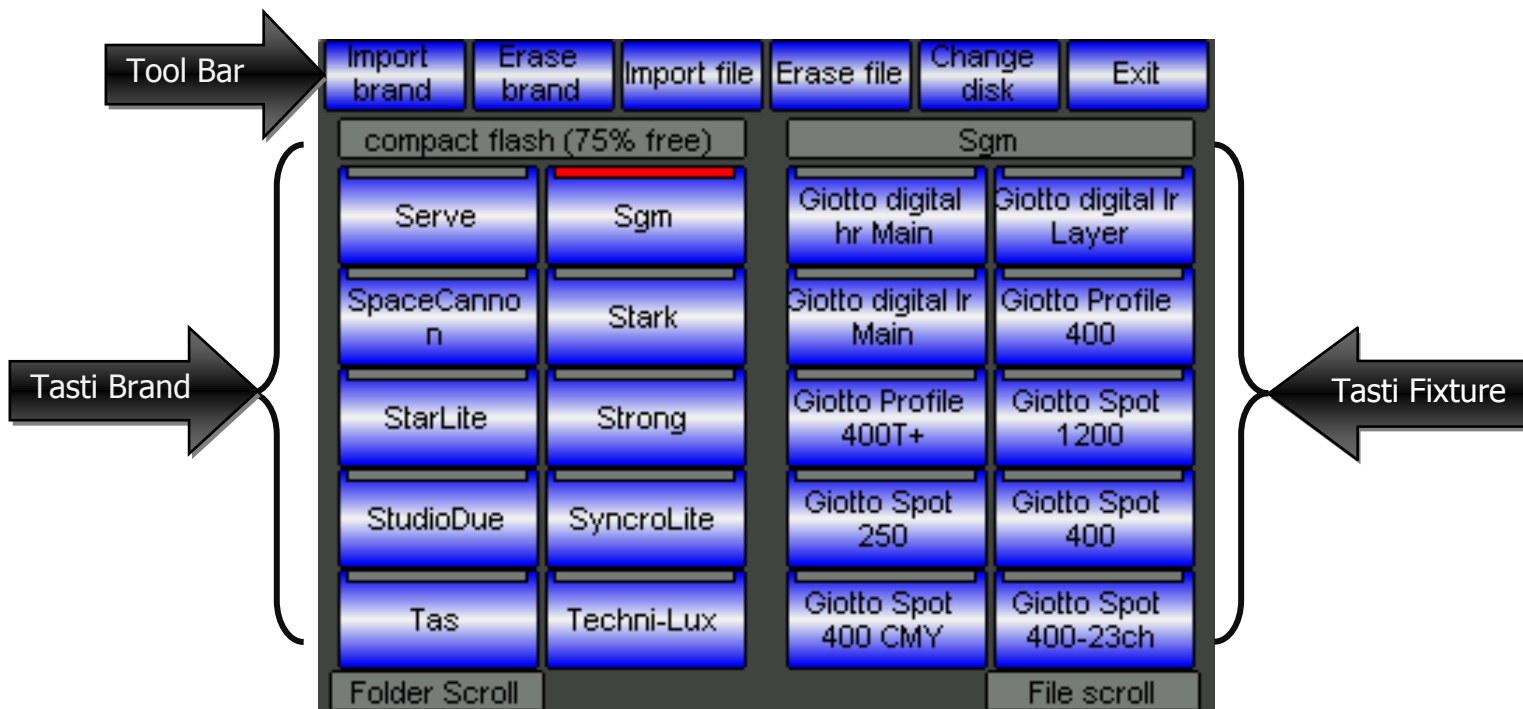 Tool Bar
Import
brand
Erase
brand
Import file
Erase file
Change
disk
Exit
compact flash (75% free)
Sgm
Tasti Brand
Serve
Sgm
SpaceCanno
n
Stark
StarLite
Strong
StudioDue
SyncroLite
Tas
Techni-Lux
Giotto digital
hr Main
Giotto digital lr
Layer
Giotto digital lr
Main
Giotto Profile
400
Giotto Profile
400T+
Giotto Spot
1200
Giotto Spot
250
Giotto Spot
400
Giotto Spot
400 CMY
Giotto Spot
400-23ch
Tasti Fixture
Folder Scroll
File scroll